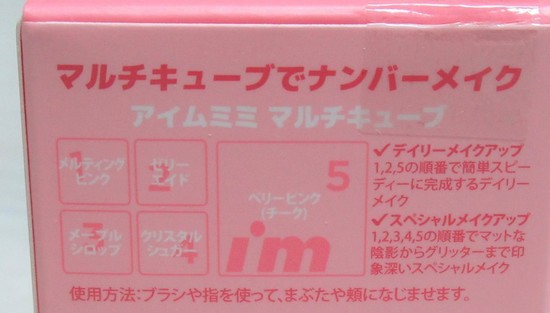 マルチキューブでナンバーメイク
アイムミミ マルチキューブ
1
メルティング
ピンク
2
ゼリー
エイド
3
メープル
シロップ
4
クリスタル
シュガー
5
ベリーピンク
(チーク)
i'm
✓デイリーメイクアップ
1,2,5の順番で簡単スピー
ディーに完成するデイリー
メイク
✓スペシャルメイクアップ
1,2,3,4,5の順番でマットな
陰影からグリッターまで印
象深いスペシャルメイク
使用方法:ブラシや指を使って、まぶたや頬になじませます。